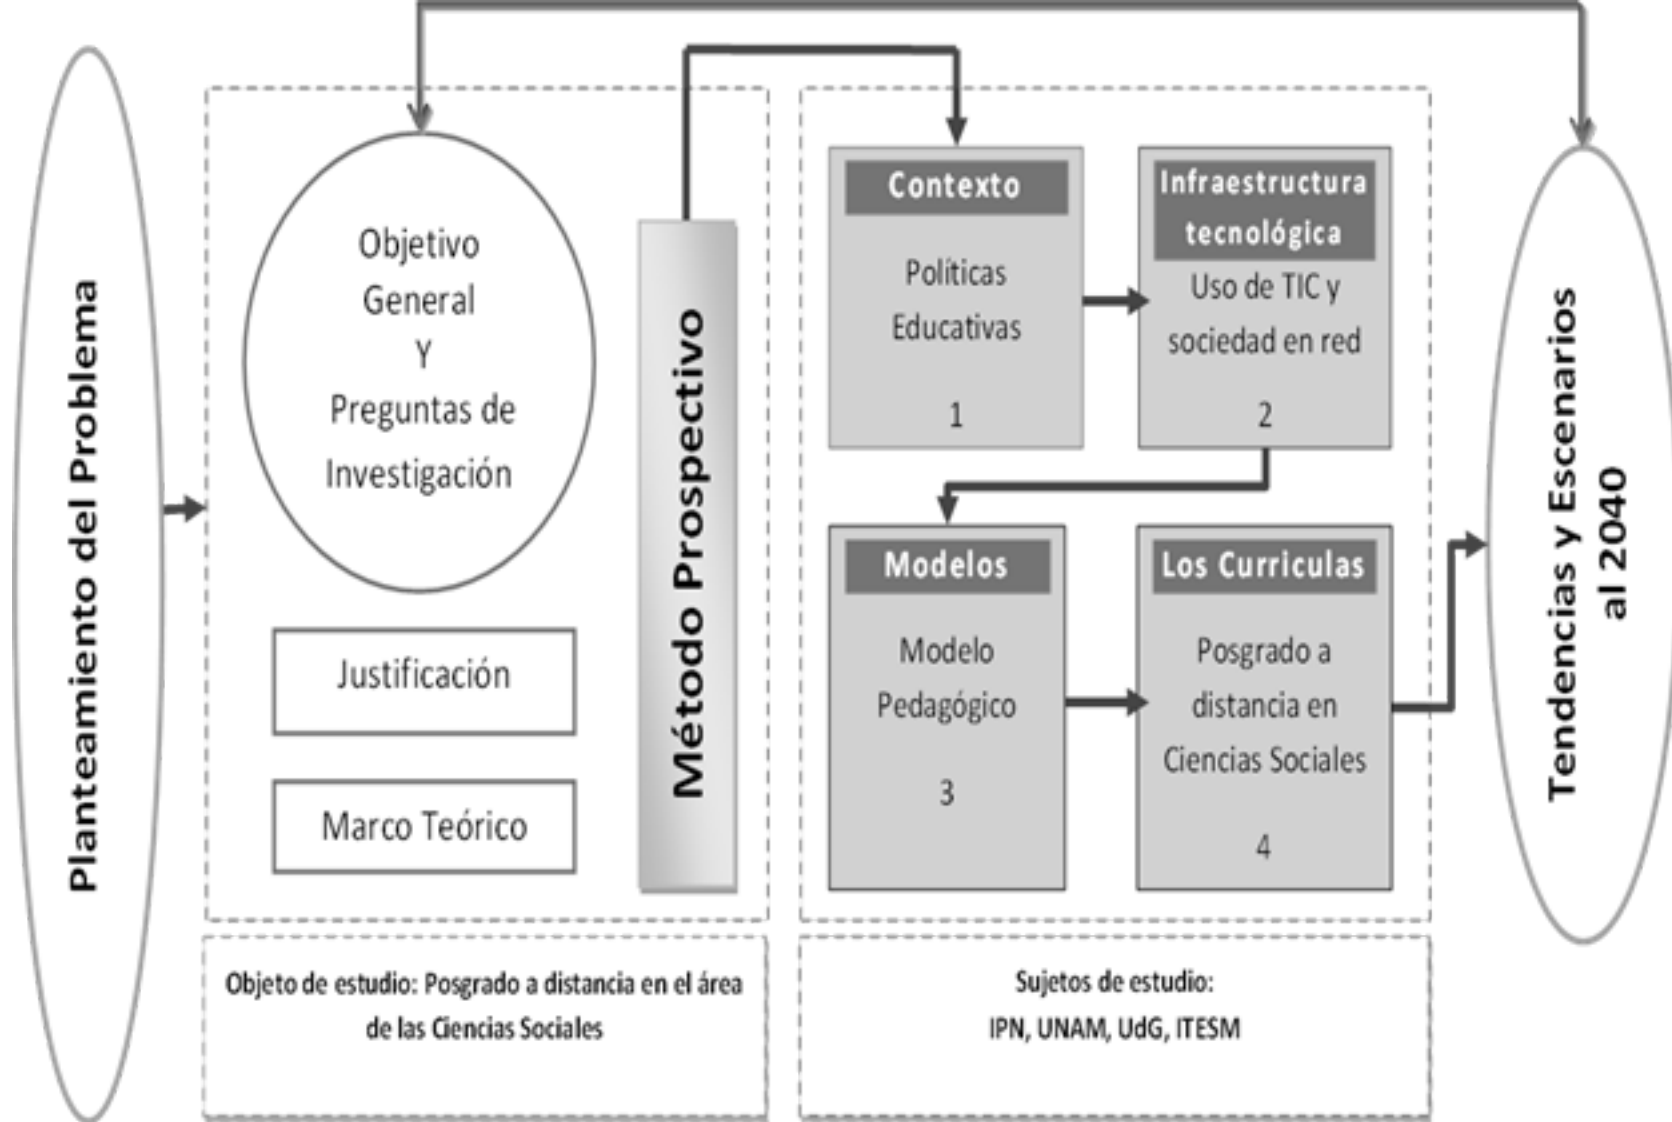 Planteamiento del Problema
Objetivo
General
Y
Preguntas de
Investigación
Justificación
Marco Teórico
Método Prospectivo
Contexto
Políticas
Educativas
1
Infraestructura
tecnológica
Uso de TIC y
sociedad en red
2
Modelos
Modelo
Pedagógico
3
Los Curriculas
Posgrado a
distancia en
Ciencias Sociales
4
Tendencias y Escenarios
al 2040
Objeto de estudio: Posgrado a distancia en el área
de las Ciencias Sociales
Sujetos de estudio:
IPN, UNAM, UdG, ITESM